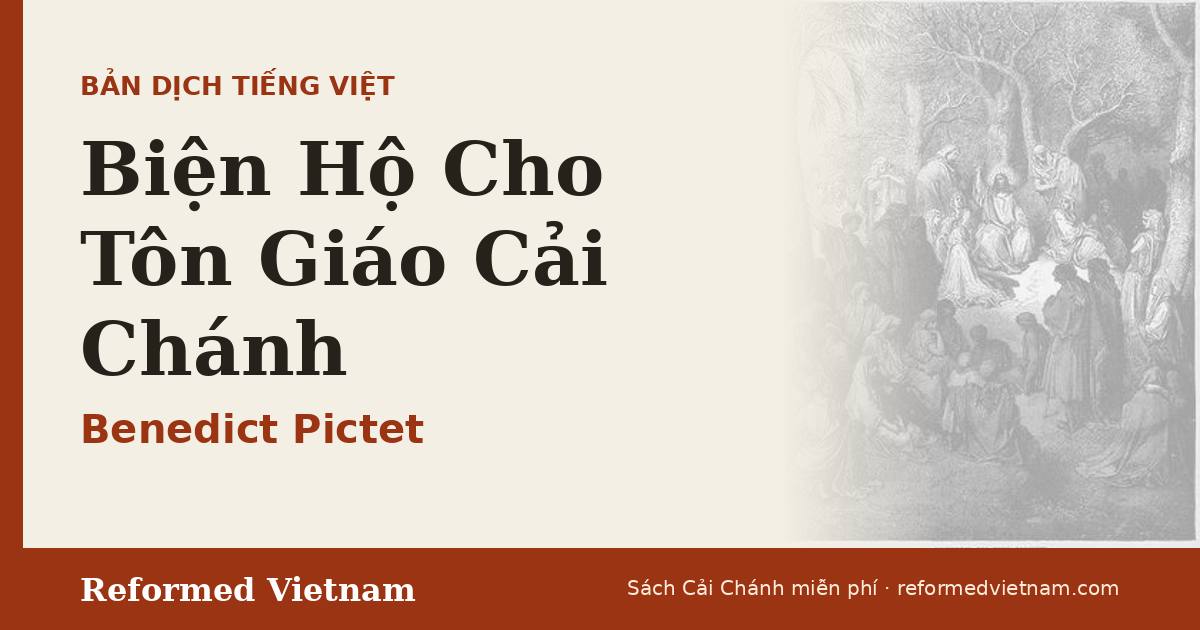 BẢN DỊCH TIẾNG VIỆT
Biện Hộ Cho
Tôn Giáo Cải
Chánh
Benedict Pictet
Reformed Vietnam
Sách Cải Chánh miễn phí · reformedvietnam.com